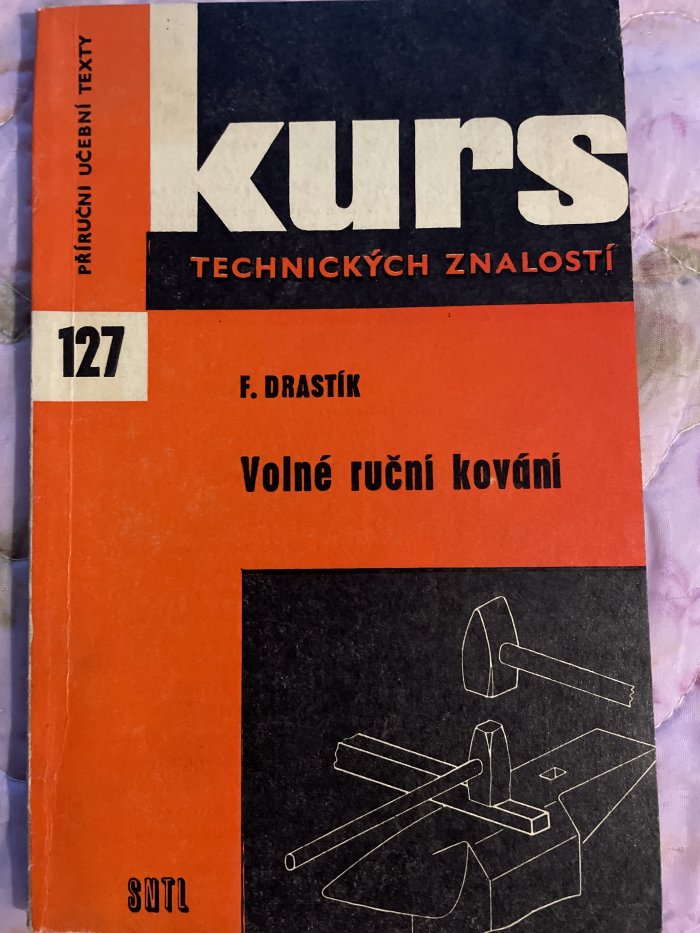 PŘÍRUČNÍ UČEBNÍ TEXTY
kurs
TECHNICKÝCH ZNALOSTÍ
127
F. DRASTÍK
Volné ruční kování
SNTL